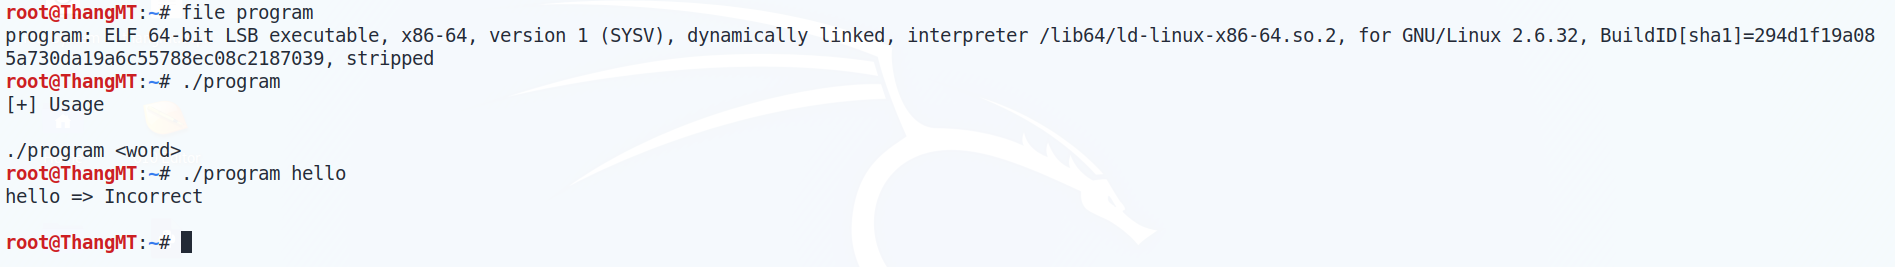 root@ThangMT:~# file program
program: ELF 64-bit LSB executable, x86-64, version 1 (SYSV), dynamically linked, interpreter /lib64/ld-linux-x86-64.so.2, for GNU/Linux 2.6.32, BuildID[sha1]=294d1f19a08
5a730da19a6c55788ec08c2187039, stripped
root@ThangMT:~# ./program
[+] Usage
./program <word>
root@ThangMT:~# ./program hello
hello => Incorrect
root@ThangMT:~#